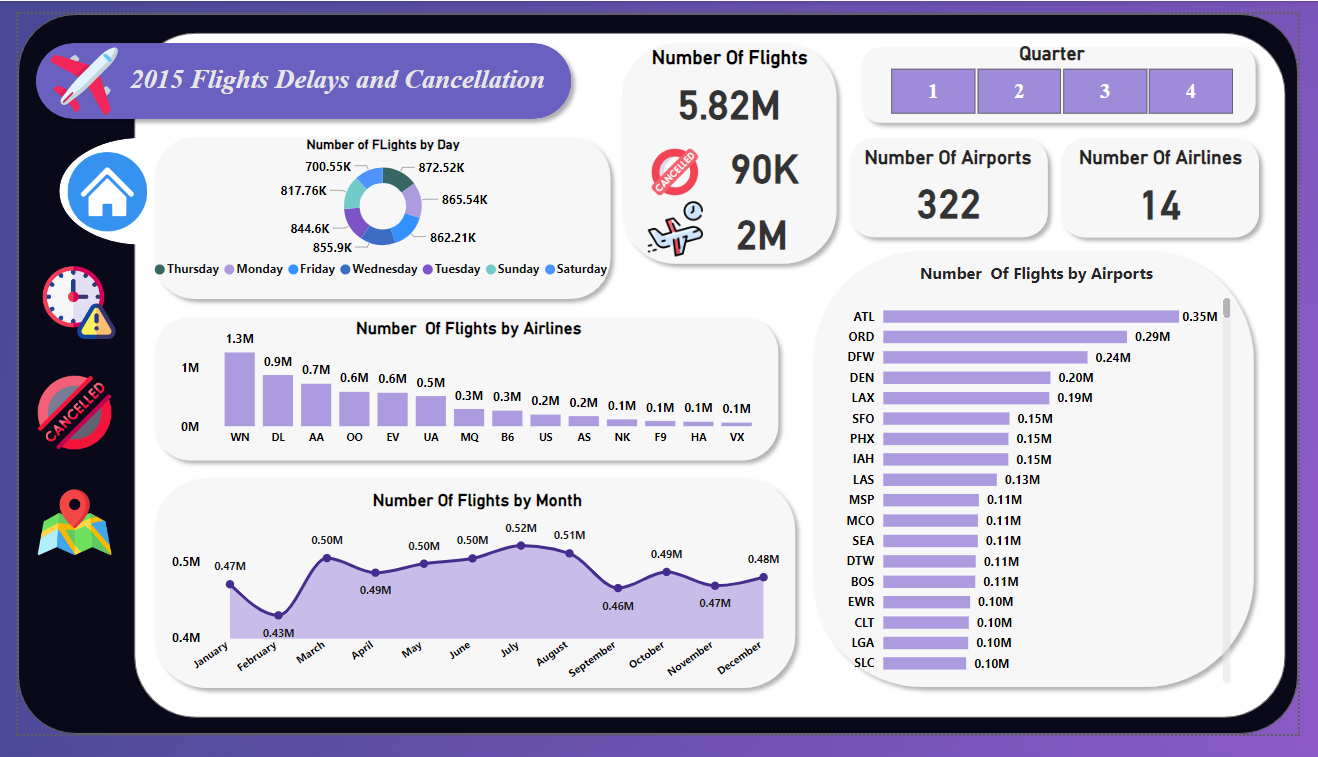 2015 Flights Delays and Cancellation
Number Of Flights
5.82M
CANCELLED
90K
2M
Quarter
1 2 3 4
Number Of Airports
322
Number Of Airlines
14
Number of FLights by Day
700.55K 872.52K
817.76K 865.54K
844.6K 862.21K
855.9K
Thursday Monday Friday Wednesday Tuesday Sunday Saturday
CANCELLED
Number Of Flights by Airlines
1M
0M
1.3M 0.9M 0.7M 0.6M 0.6M 0.5M 0.3M 0.3M 0.2M 0.2M 0.1M 0.1M 0.1M 0.1M
WN DL AA OO EV UA MQ B6 US AS NK F9 HA VX
Number Of Flights by Month
0.5M
0.4M
0.47M 0.43M 0.50M 0.49M 0.50M 0.50M 0.52M 0.51M 0.46M 0.49M 0.47M 0.48M
January February March April May June July August September October November December
Number Of Flights by Airports
ATL 0.35M
ORD 0.29M
DFW 0.24M
DEN 0.20M
LAX 0.19M
SFO 0.15M
PHX 0.15M
IAH 0.15M
LAS 0.13M
MSP 0.11M
MCO 0.11M
SEA 0.11M
DTW 0.11M
BOS 0.11M
EWR 0.10M
CLT 0.10M
LGA 0.10M
SLC 0.10M